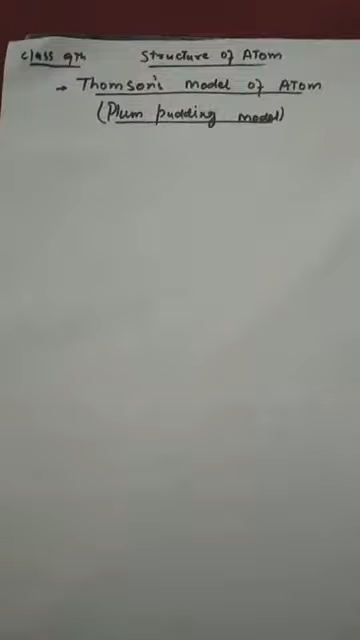 Class 9th Structure of Atom
→ Thomson's model of Atom
(Plum pudding model)